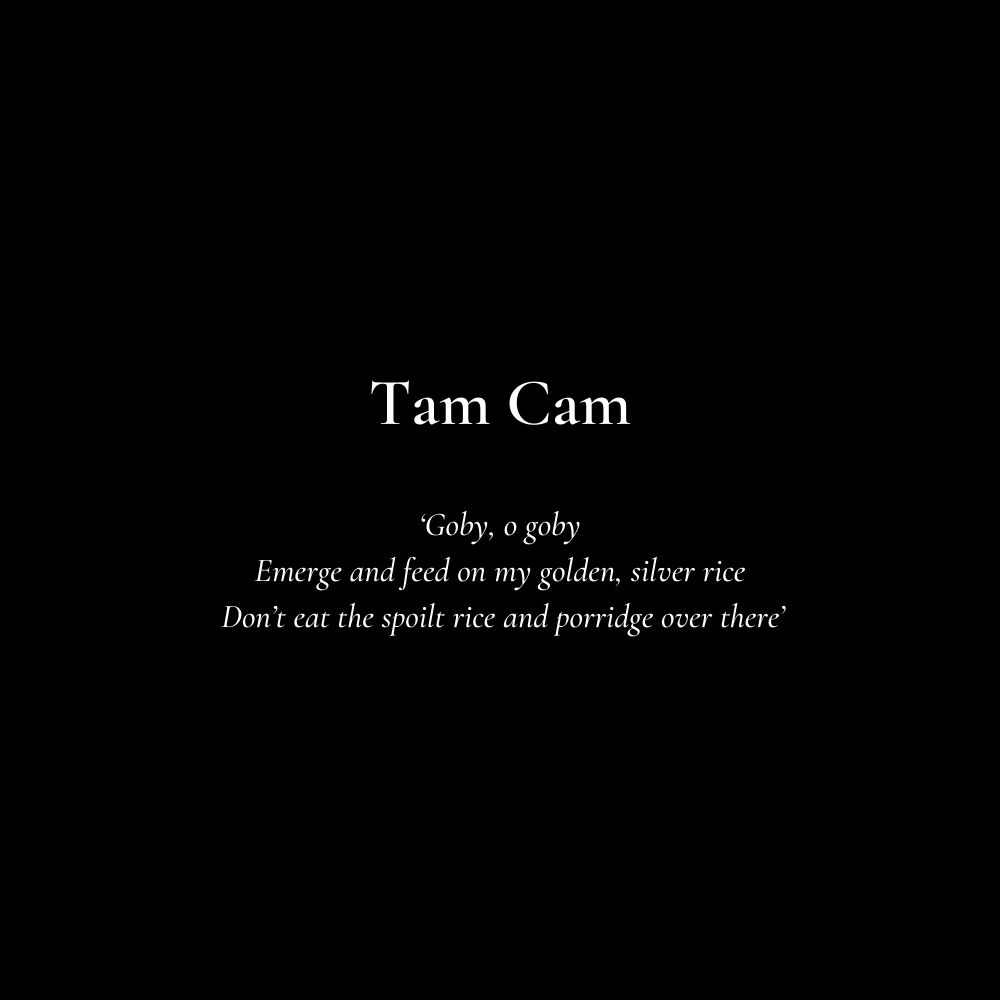 Tam Cam
‘Goby, o goby
Emerge and feed on my golden, silver rice
Don’t eat the spoilt rice and porridge over there’